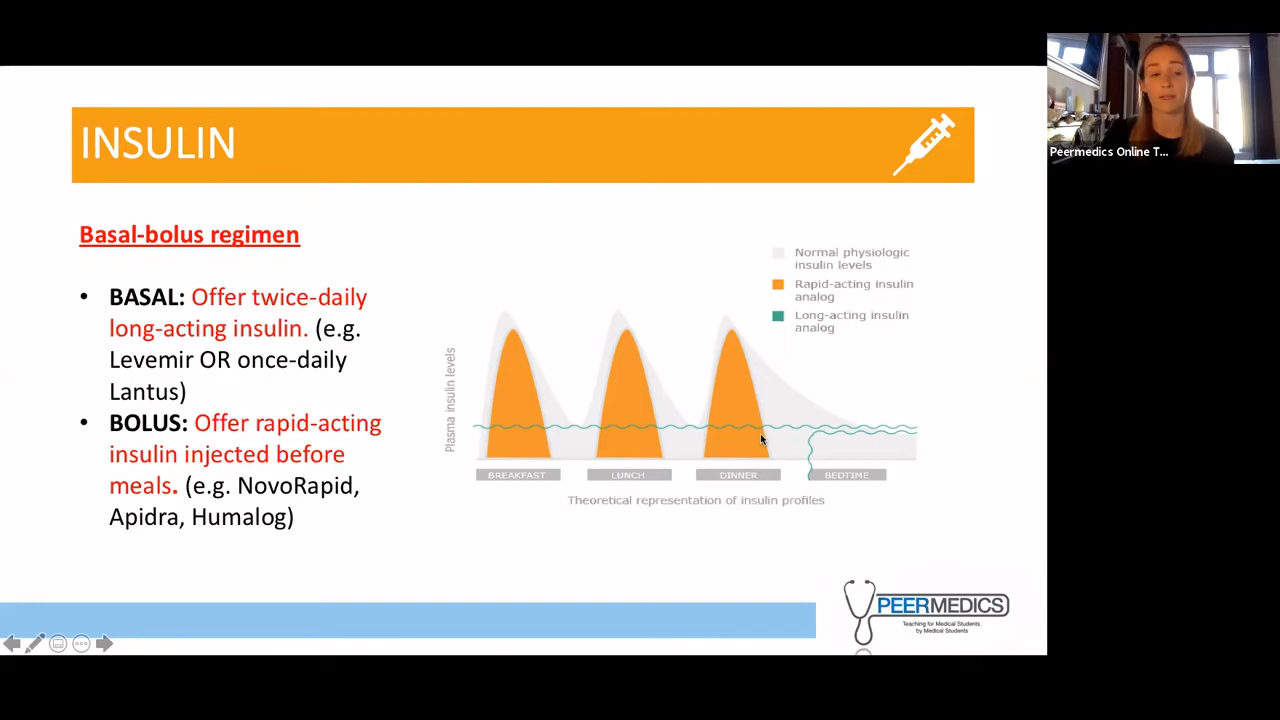 INSULIN
Peermedics Online T...
Basal-bolus regimen
• BASAL: Offer twice-daily
long-acting insulin. (e.g.
Levemir OR once-daily
Lantus)
• BOLUS: Offer rapid-acting
insulin injected before
meals. (e.g. NovoRapid,
Apidra, Humalog)
Normal physiologic
insulin levels
Rapid-acting insulin
analog
Long-acting insulin
analog
Plasma insulin levels
BREAKFAST
LUNCH
DINNER
BEDTIME
Theoretical representation of insulin profiles
PEERMEDICS
Teaching for Medical Students,
by Medical Students